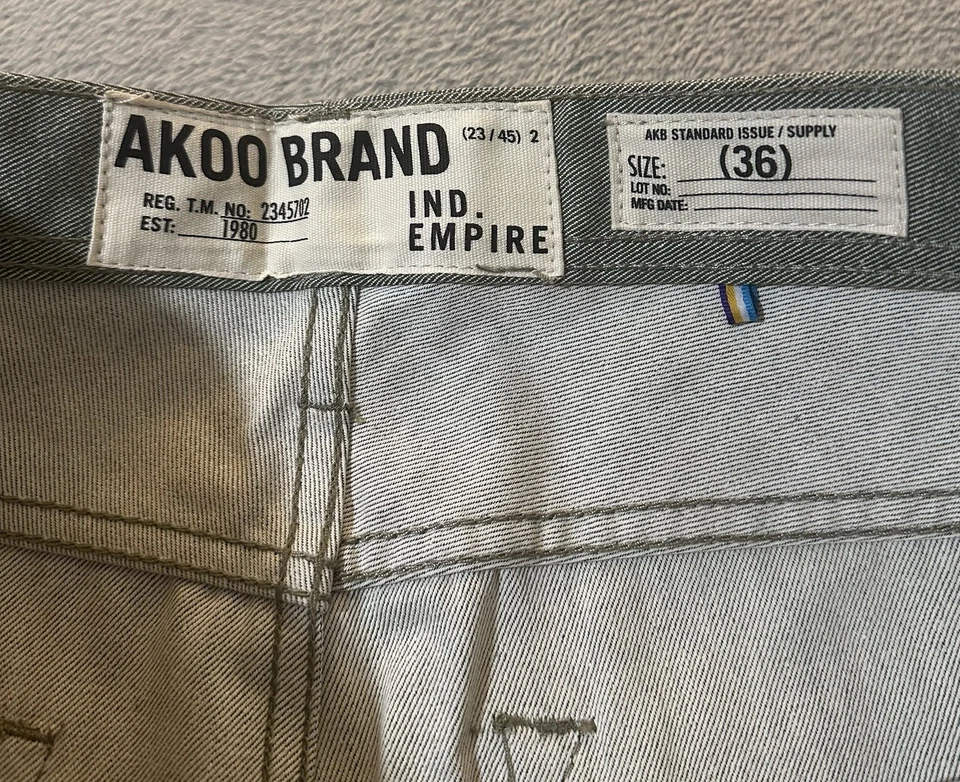 AKOO BRAND (23/45) 2
REG. T.M. NO: 2345702
EST: 1980
IND.
EMPIRE
AKB STANDARD ISSUE / SUPPLY
SIZE: (36)
LOT NO:
MFG DATE: